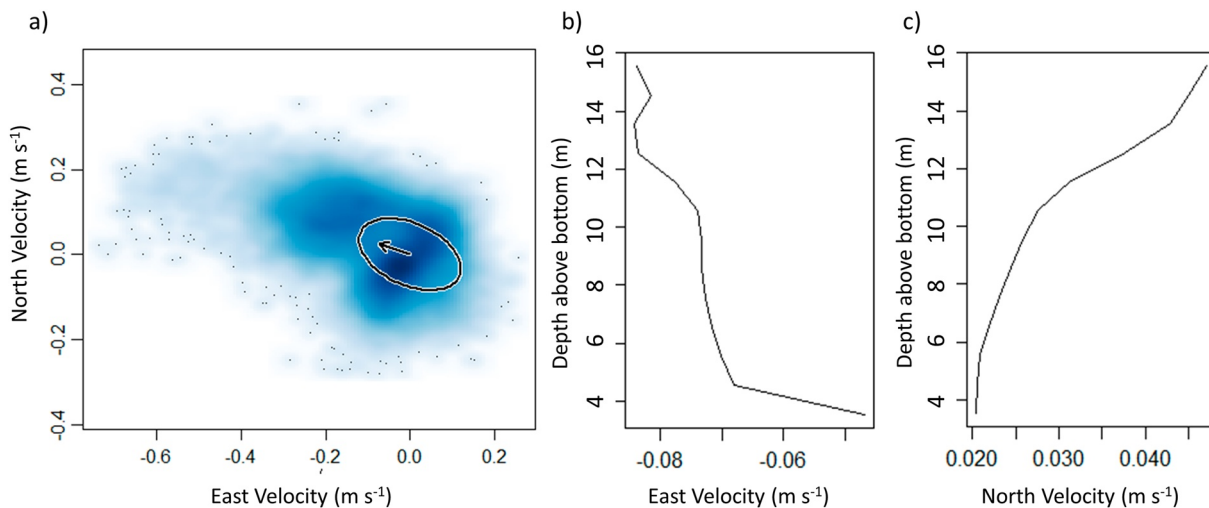 a)
North Velocity (m s-1)
0.4
0.2
0.0
-0.2
-0.4
-0.6 -0.4 -0.2 0.0 0.2
East Velocity (m s-1)
b)
Depth above bottom (m)
16
14
12
10
8
6
4
-0.08 -0.06
East Velocity (m s-1)
c)
Depth above bottom (m)
16
14
12
10
8
6
4
0.020 0.030 0.040
North Velocity (m s-1)